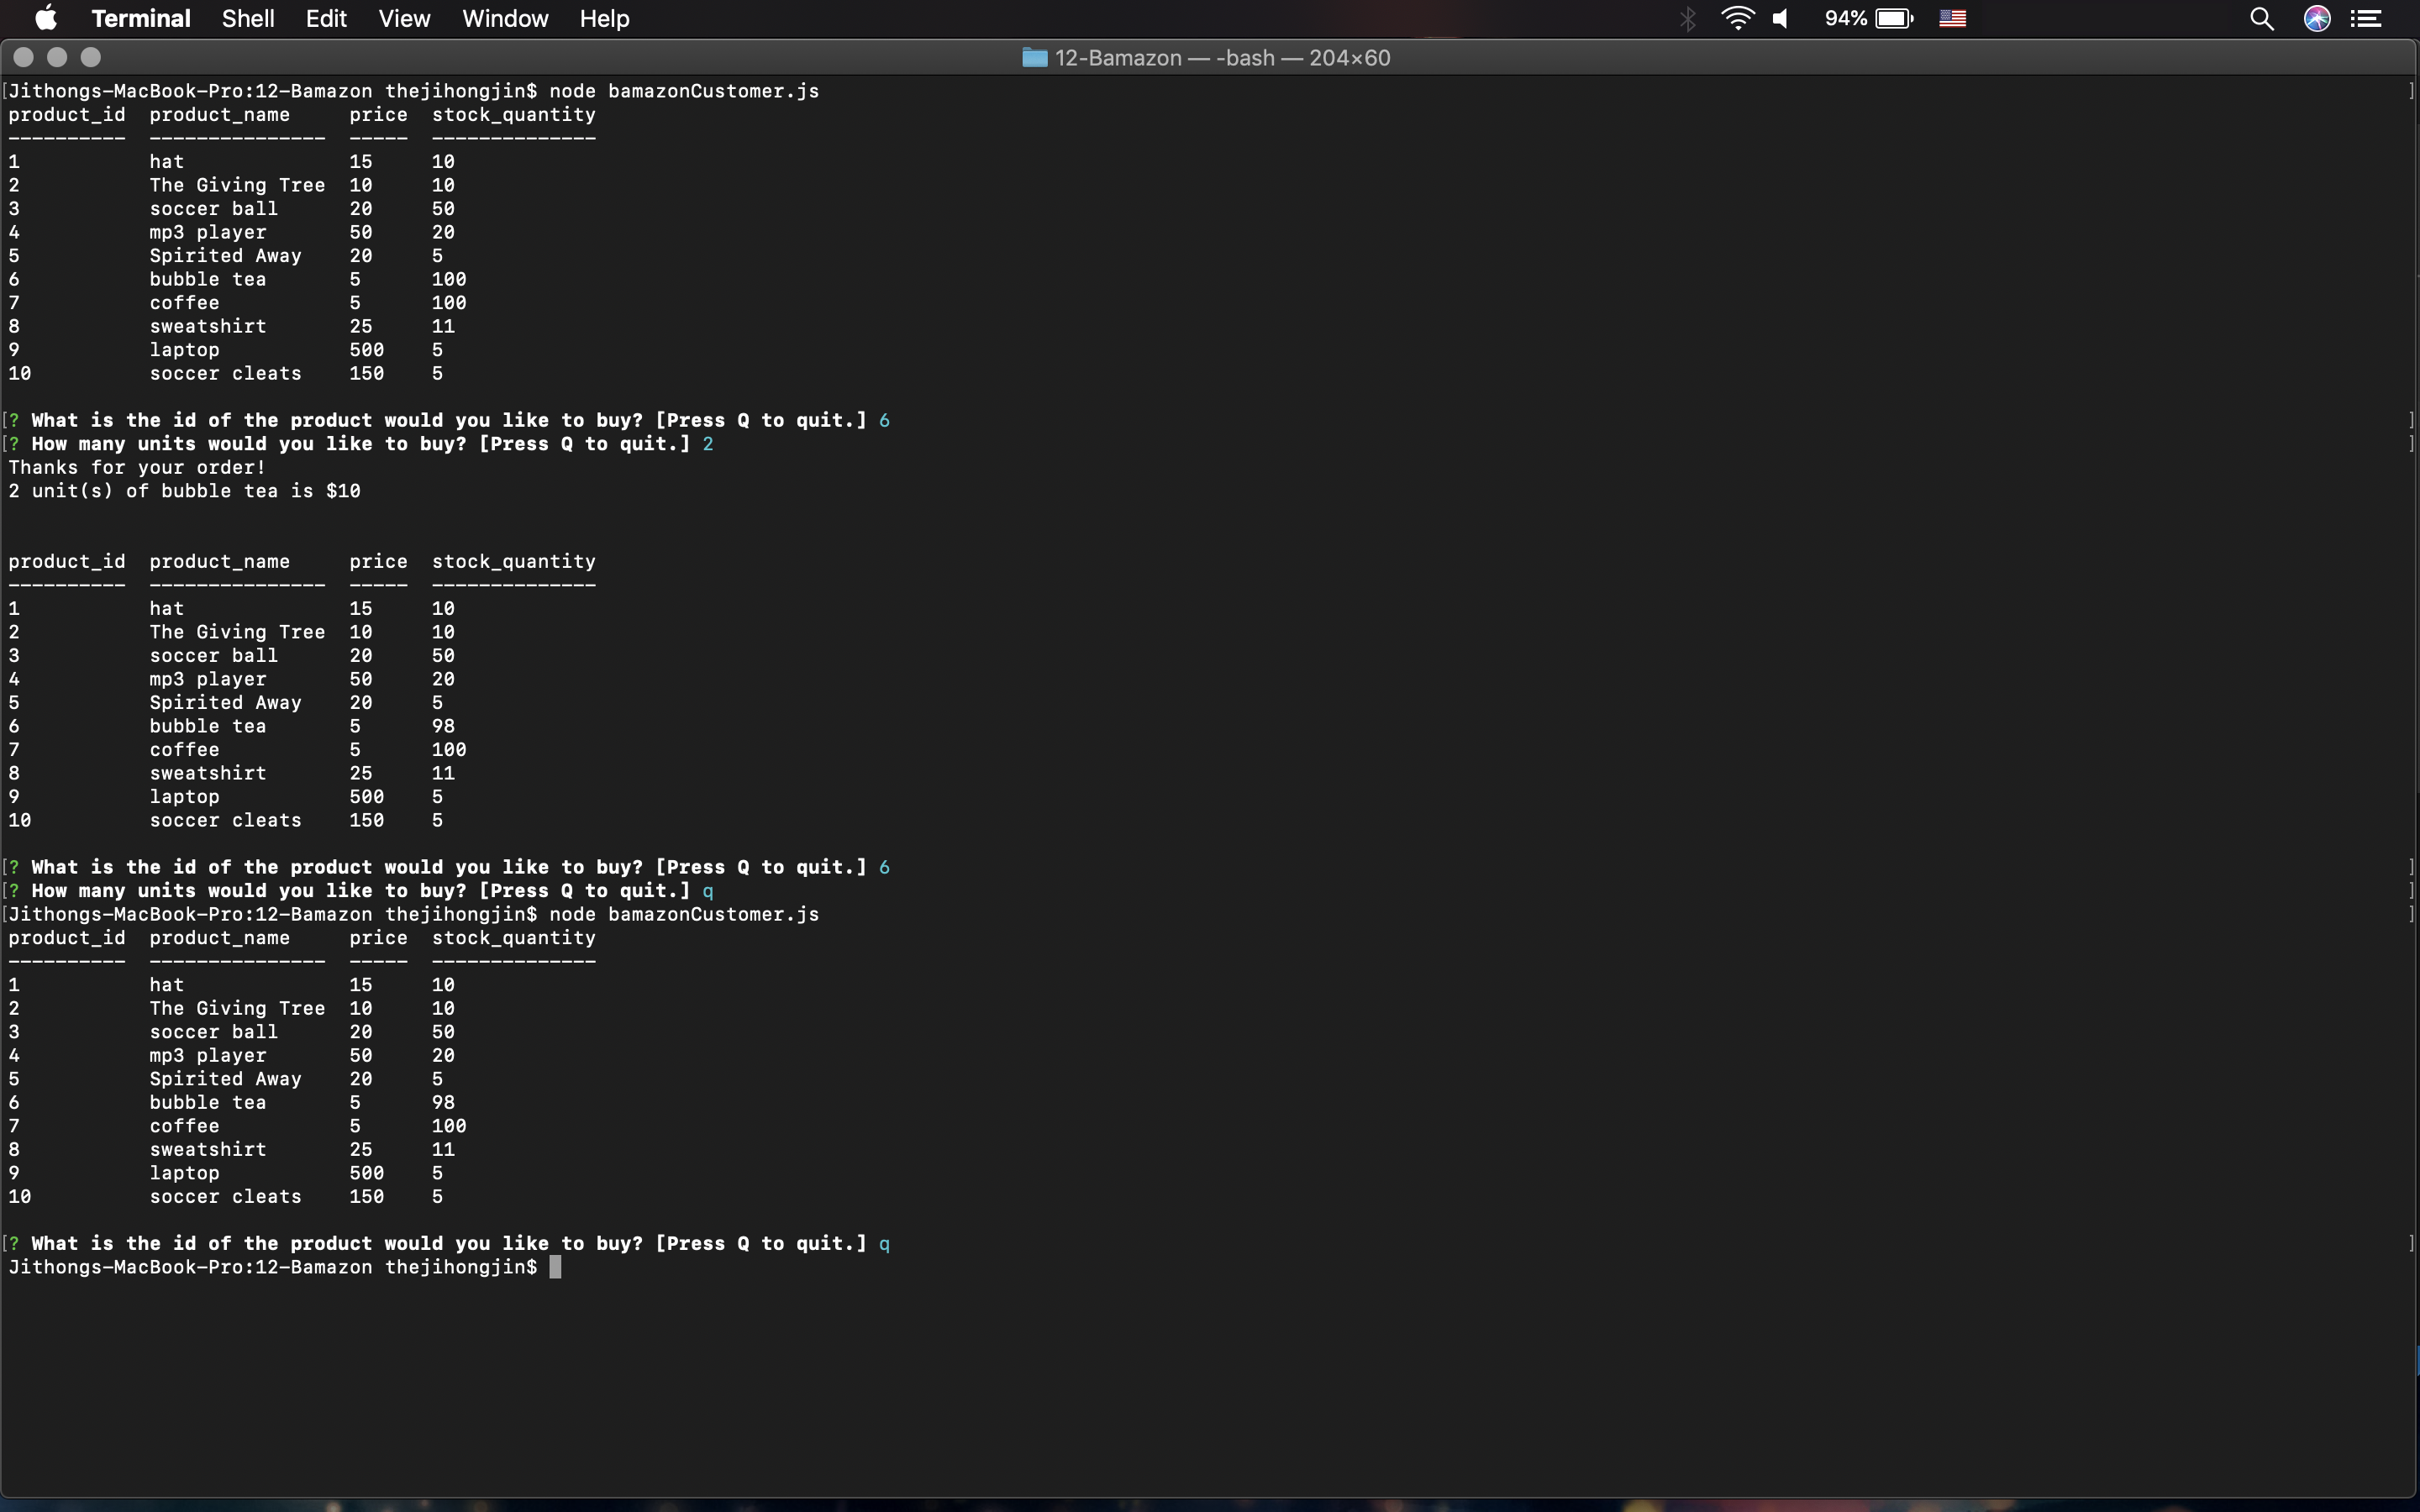 Terminal Shell Edit View Window Help 94%
12-Bamazon — -bash — 204×60
[Jithongs-MacBook-Pro:12-Bamazon thejihongjin$ node bamazonCustomer.js ]
product_id  product_name     price  stock_quantity
----------  ---------------  -----  --------------
1           hat              15     10
2           The Giving Tree  10     10
3           soccer ball      20     50
4           mp3 player       50     20
5           Spirited Away    20     5
6           bubble tea       5      100
7           coffee           5      100
8           sweatshirt       25     11
9           laptop           500    5
10          soccer cleats    150    5
[? What is the id of the product would you like to buy? [Press Q to quit.] 6 ]
[? How many units would you like to buy? [Press Q to quit.] 2 ]
Thanks for your order!
2 unit(s) of bubble tea is $10
product_id  product_name     price  stock_quantity
----------  ---------------  -----  --------------
1           hat              15     10
2           The Giving Tree  10     10
3           soccer ball      20     50
4           mp3 player       50     20
5           Spirited Away    20     5
6           bubble tea       5      98
7           coffee           5      100
8           sweatshirt       25     11
9           laptop           500    5
10          soccer cleats    150    5
[? What is the id of the product would you like to buy? [Press Q to quit.] 6 ]
[? How many units would you like to buy? [Press Q to quit.] q ]
[Jithongs-MacBook-Pro:12-Bamazon thejihongjin$ node bamazonCustomer.js ]
product_id  product_name     price  stock_quantity
----------  ---------------  -----  --------------
1           hat              15     10
2           The Giving Tree  10     10
3           soccer ball      20     50
4           mp3 player       50     20
5           Spirited Away    20     5
6           bubble tea       5      98
7           coffee           5      100
8           sweatshirt       25     11
9           laptop           500    5
10          soccer cleats    150    5
[? What is the id of the product would you like to buy? [Press Q to quit.] q ]
Jithongs-MacBook-Pro:12-Bamazon thejihongjin$